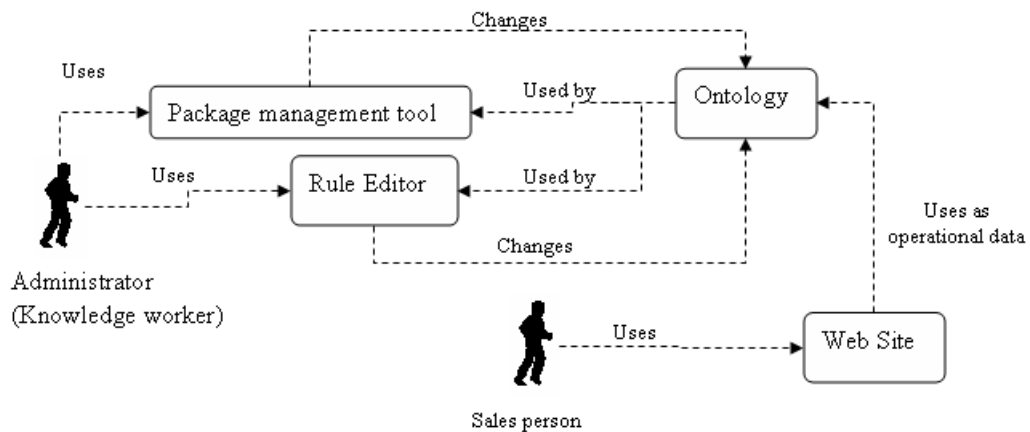 Changes
Uses
Used by
Ontology
Package management tool
Uses
Rule Editor
Used by
Uses as
operational data
Changes
Administrator
(Knowledge worker)
Uses
Web Site
Sales person